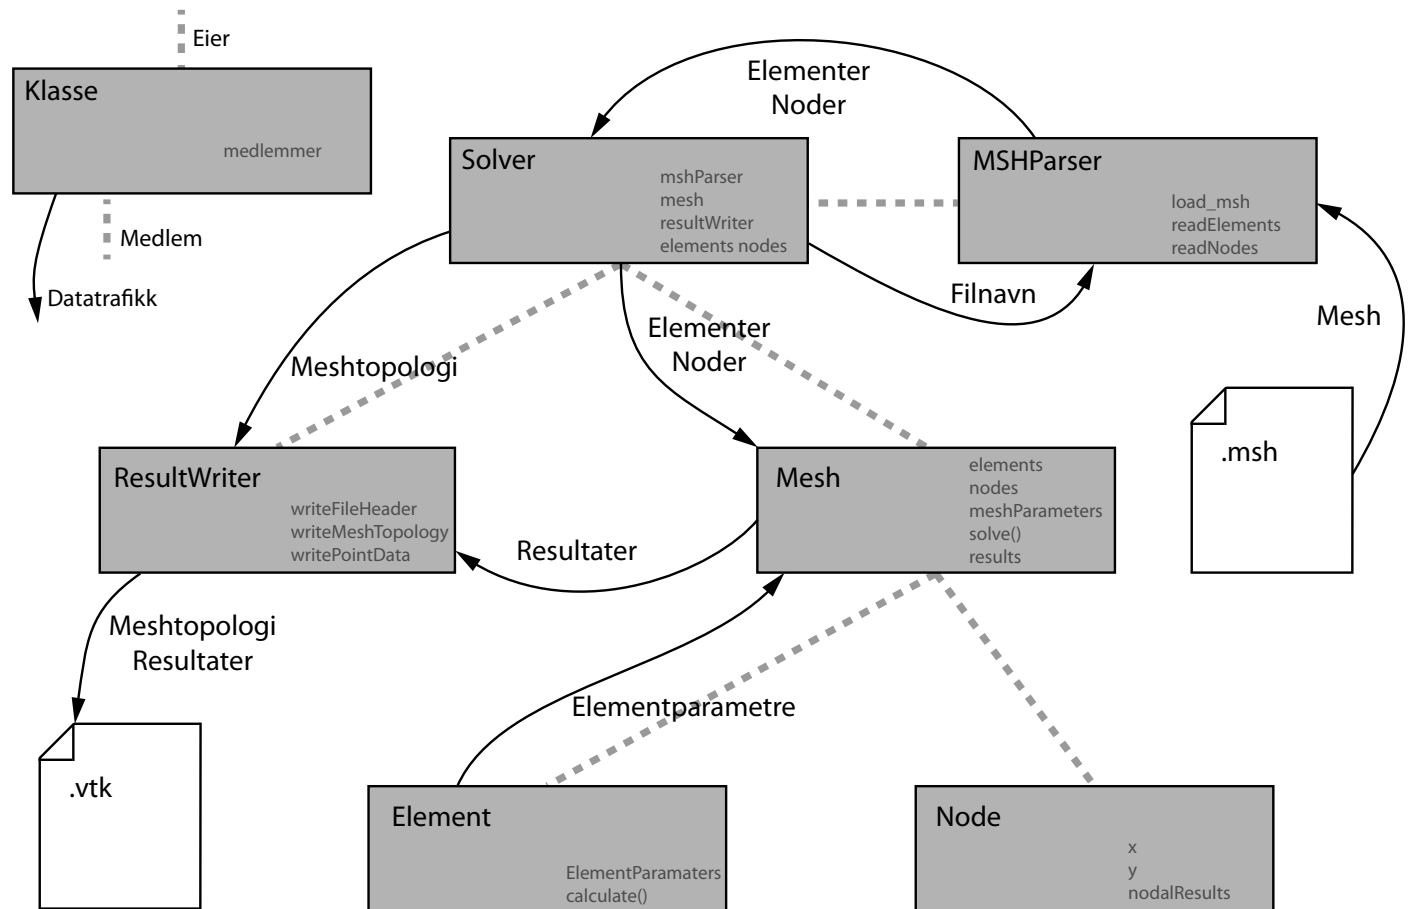 Eier
Klasse
medlemmer
Medlem
Datatrafikk
Elementer
Noder
Solver
mshParser
mesh
resultWriter
elements nodes
MSHParser
load_msh
readElements
readNodes
Filnavn
Mesh
Elementer
Noder
Meshtopologi
.msh
ResultWriter
writeFileHeader
writeMeshTopology
writePointData
Mesh
elements
nodes
meshParameters
solve()
results
Resultater
Meshtopologi
Resultater
Elementparametre
.vtk
Element
ElementParamaters
calculate()
Node
x
y
nodalResults